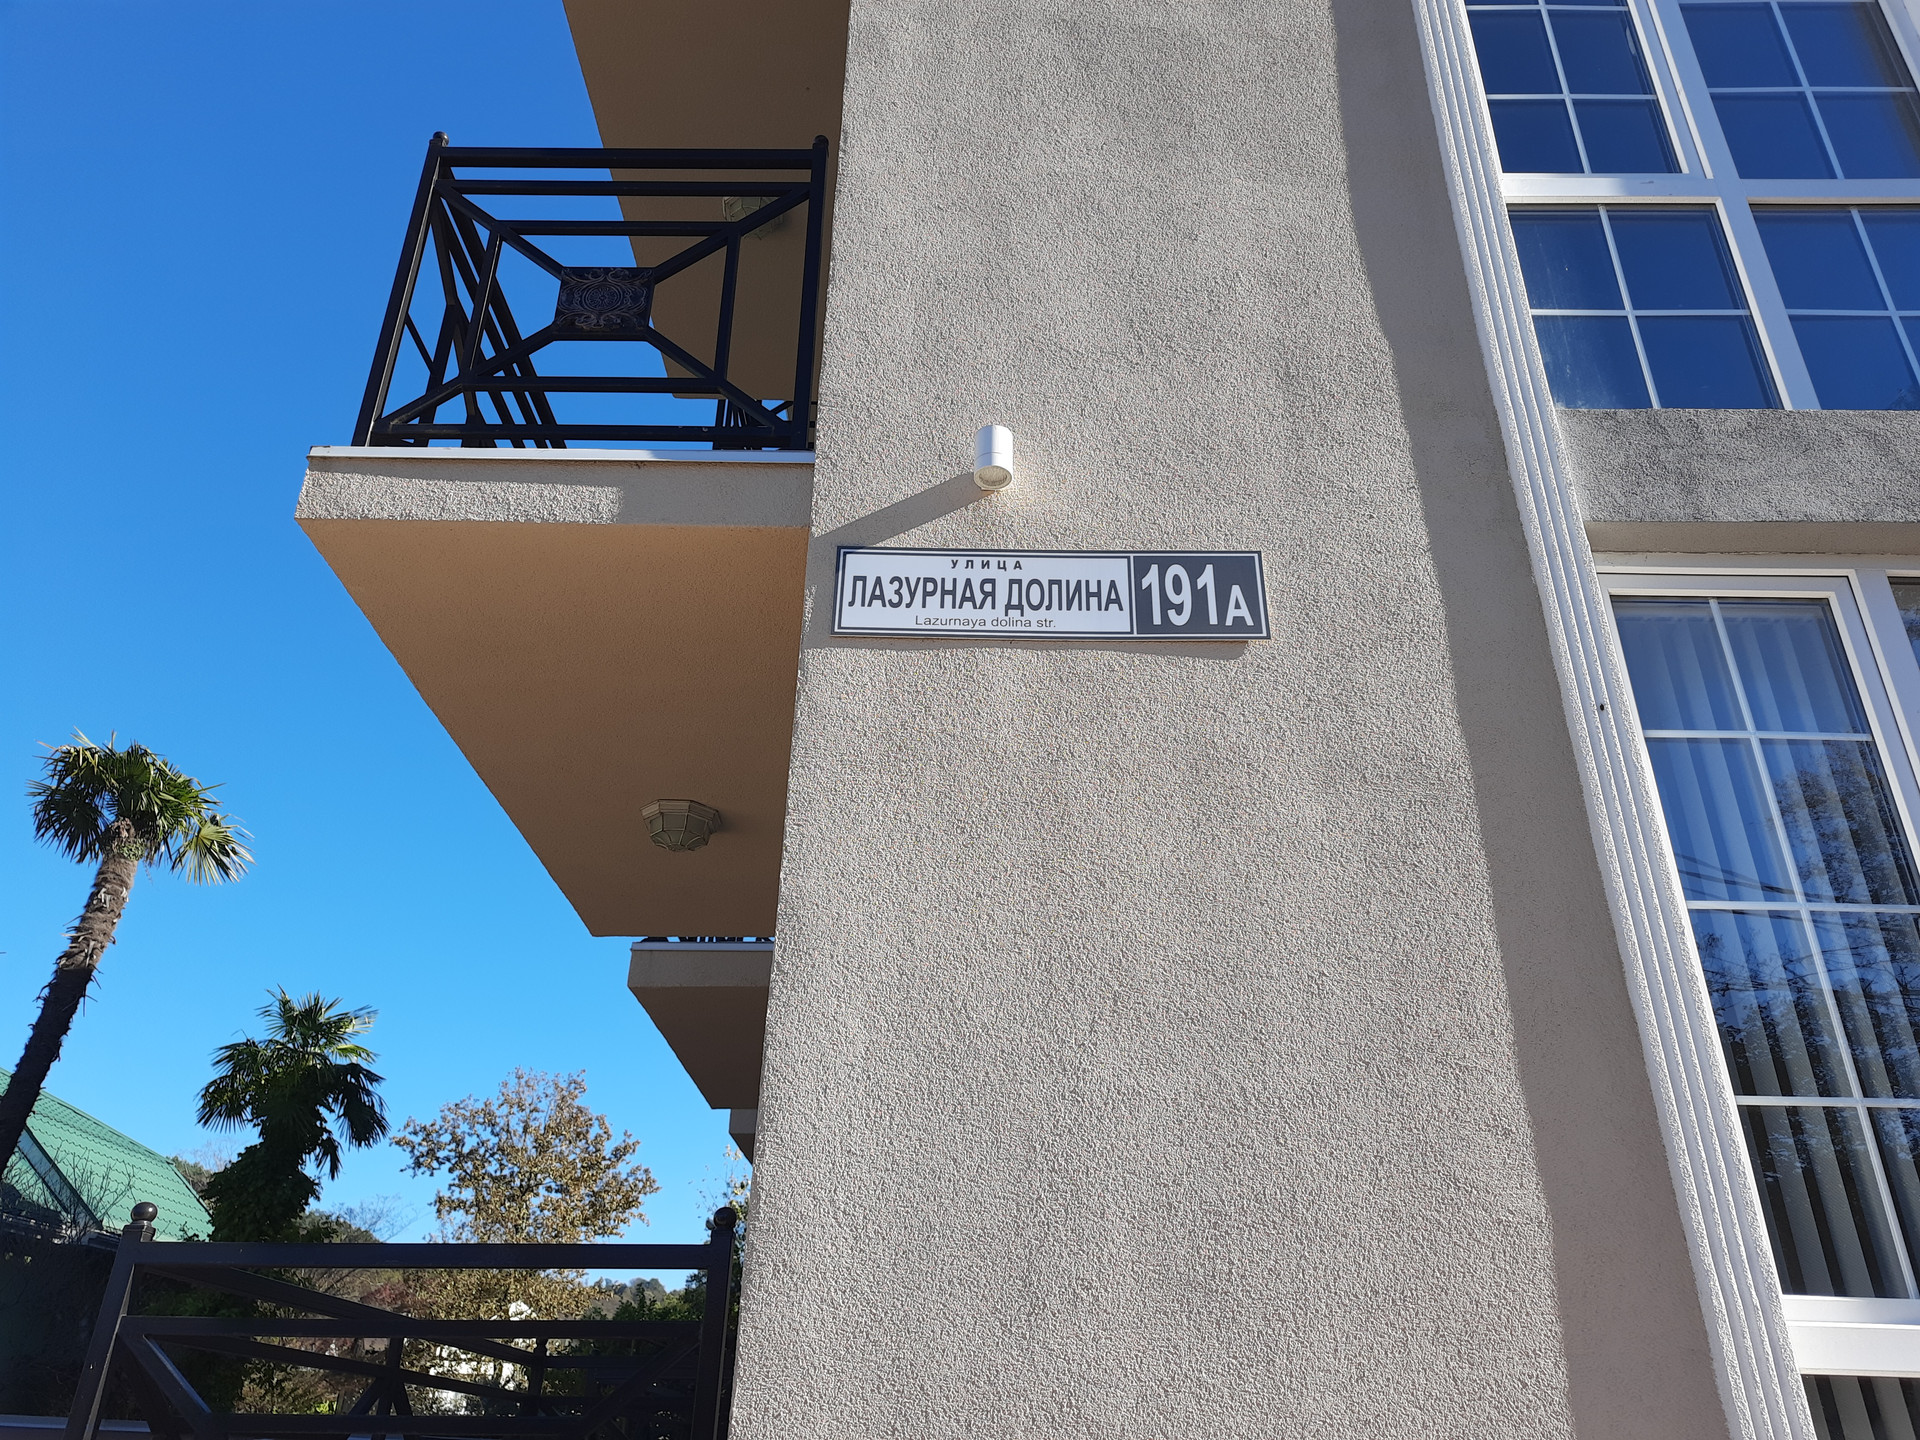 УЛИЦА
ЛАЗУРНАЯ ДОЛИНА
Lazurnaya dolina str.
191А